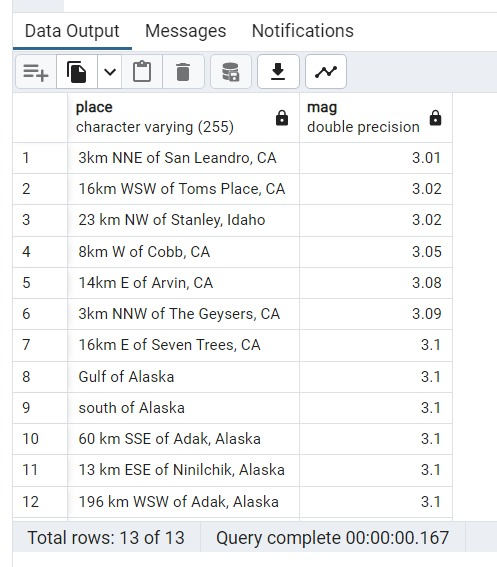 Data Output Messages Notifications
place mag
character varying (255) double precision
1 3km NNE of San Leandro, CA 3.01
2 16km WSW of Toms Place, CA 3.02
3 23 km NW of Stanley, Idaho 3.02
4 8km W of Cobb, CA 3.05
5 14km E of Arvin, CA 3.08
6 3km NNW of The Geysers, CA 3.09
7 16km E of Seven Trees, CA 3.1
8 Gulf of Alaska 3.1
9 south of Alaska 3.1
10 60 km SSE of Adak, Alaska 3.1
11 13 km ESE of Ninilchik, Alaska 3.1
12 196 km WSW of Adak, Alaska 3.1
Total rows: 13 of 13 Query complete 00:00:00.167